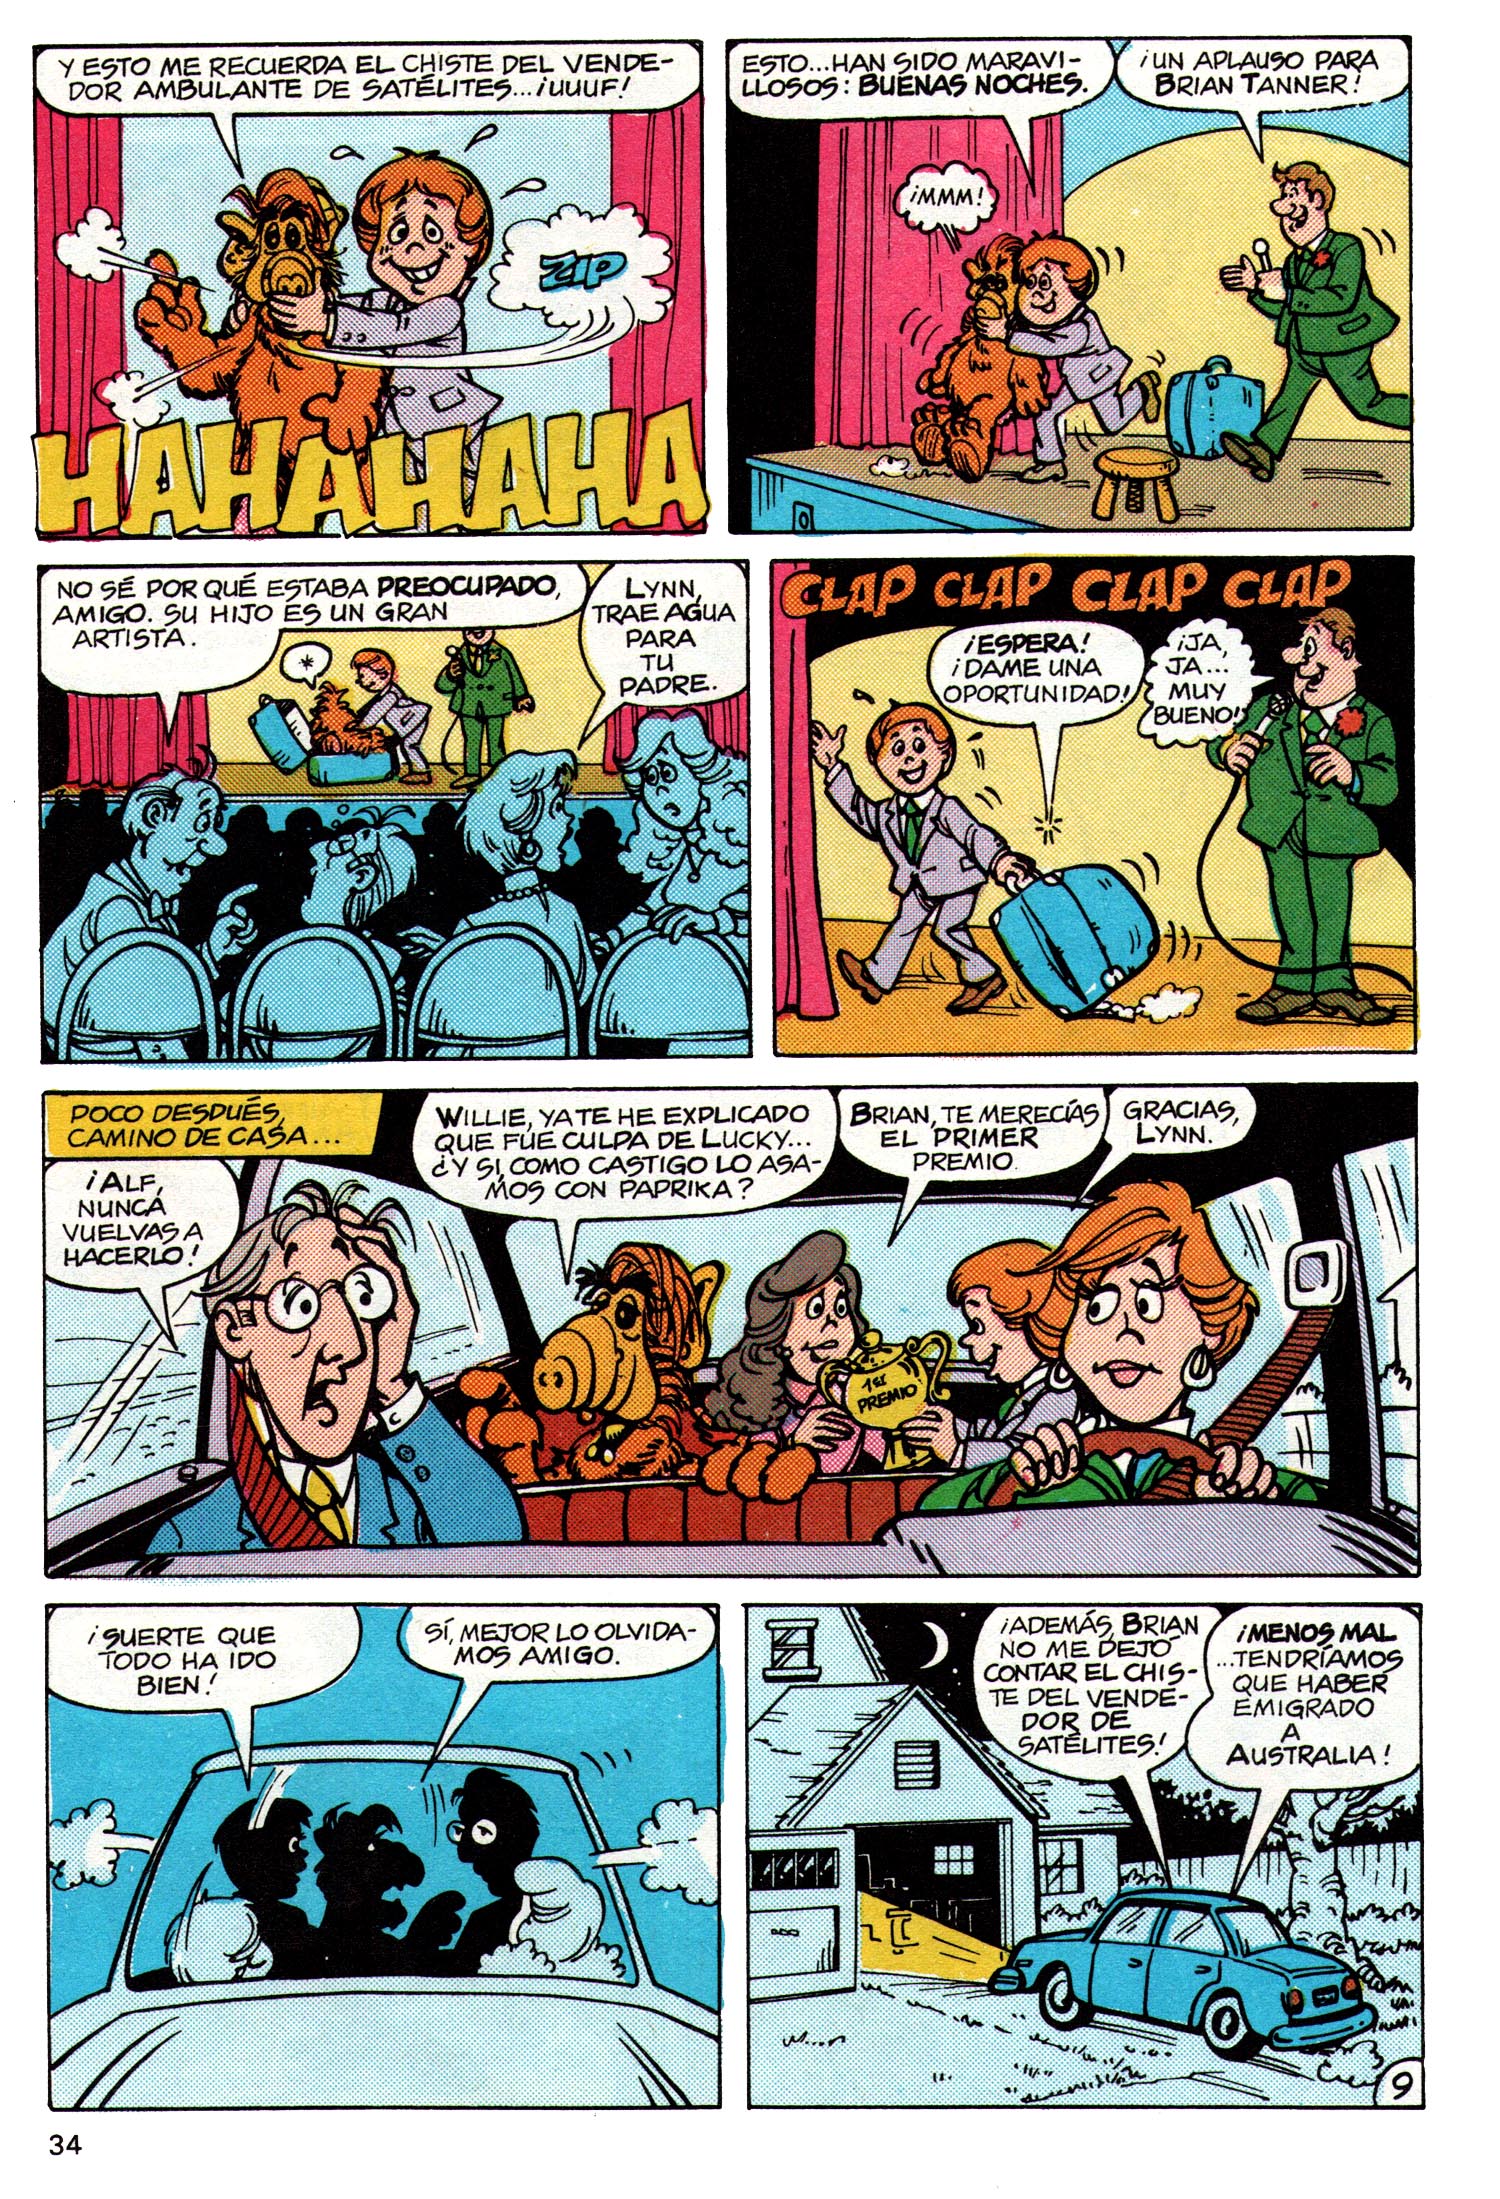 Y ESTO ME RECUERDA EL CHISTE DEL VENDE-
DOR AMBULANTE DE SATÉLITES...¡UUUF!
ZIP
HAHAHAHA
ESTO...HAN SIDO MARAVI-
LLOSOS: BUENAS NOCHES.
¡UN APLAUSO PARA
BRIAN TANNER!
¡MMM!
NO SÉ POR QUÉ ESTABA PREOCUPADO,
AMIGO. SU HIJO ES UN GRAN
ARTISTA.
*
LYNN,
TRAE AGUA
PARA
TU
PADRE.
CLAP CLAP CLAP CLAP
¡ESPERA!
¡DAME UNA
OPORTUNIDAD!
¡JA,
JA...
MUY
BUENO!
POCO DESPUÉS,
CAMINO DE CASA...
¡ALF,
NUNCA
VUELVAS A
HACERLO!
WILLIE, YA TE HE EXPLICADO
QUE FUE CULPA DE LUCKY...
¿Y SI, COMO CASTIGO LO ASA-
MOS CON PAPRIKA?
BRIAN, TE MERECÍAS
EL PRIMER
PREMIO.
GRACIAS,
LYNN.
1er
PREMIO
¡SUERTE QUE
TODO HA IDO
BIEN!
SÍ, MEJOR LO OLVIDA-
MOS AMIGO.
¡ADEMÁS, BRIAN
NO ME DEJÓ
CONTAR EL CHIS-
TE DEL VENDE-
DOR DE
SATÉLITES!
¡MENOS MAL
...TENDRÍAMOS
QUE HABER
EMIGRADO
A
AUSTRALIA!
9
34